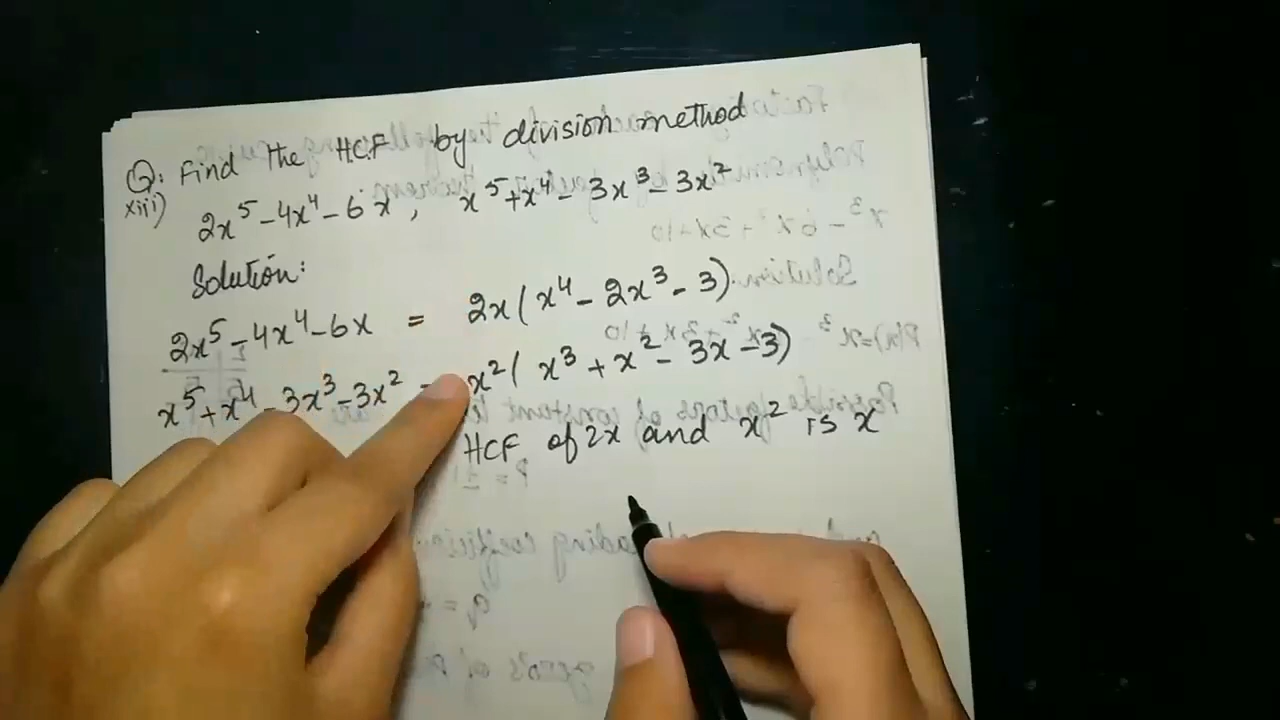 Q: Find the HCF by division method
xiii) 2x⁵-4x⁴-6x, x⁵+x⁴-3x³-3x²
Solution:
2x⁵-4x⁴-6x = 2x(x⁴-2x³-3)
x⁵+x⁴-3x³-3x² = x²(x³+x²-3x-3)
HCF of 2x and x² is x